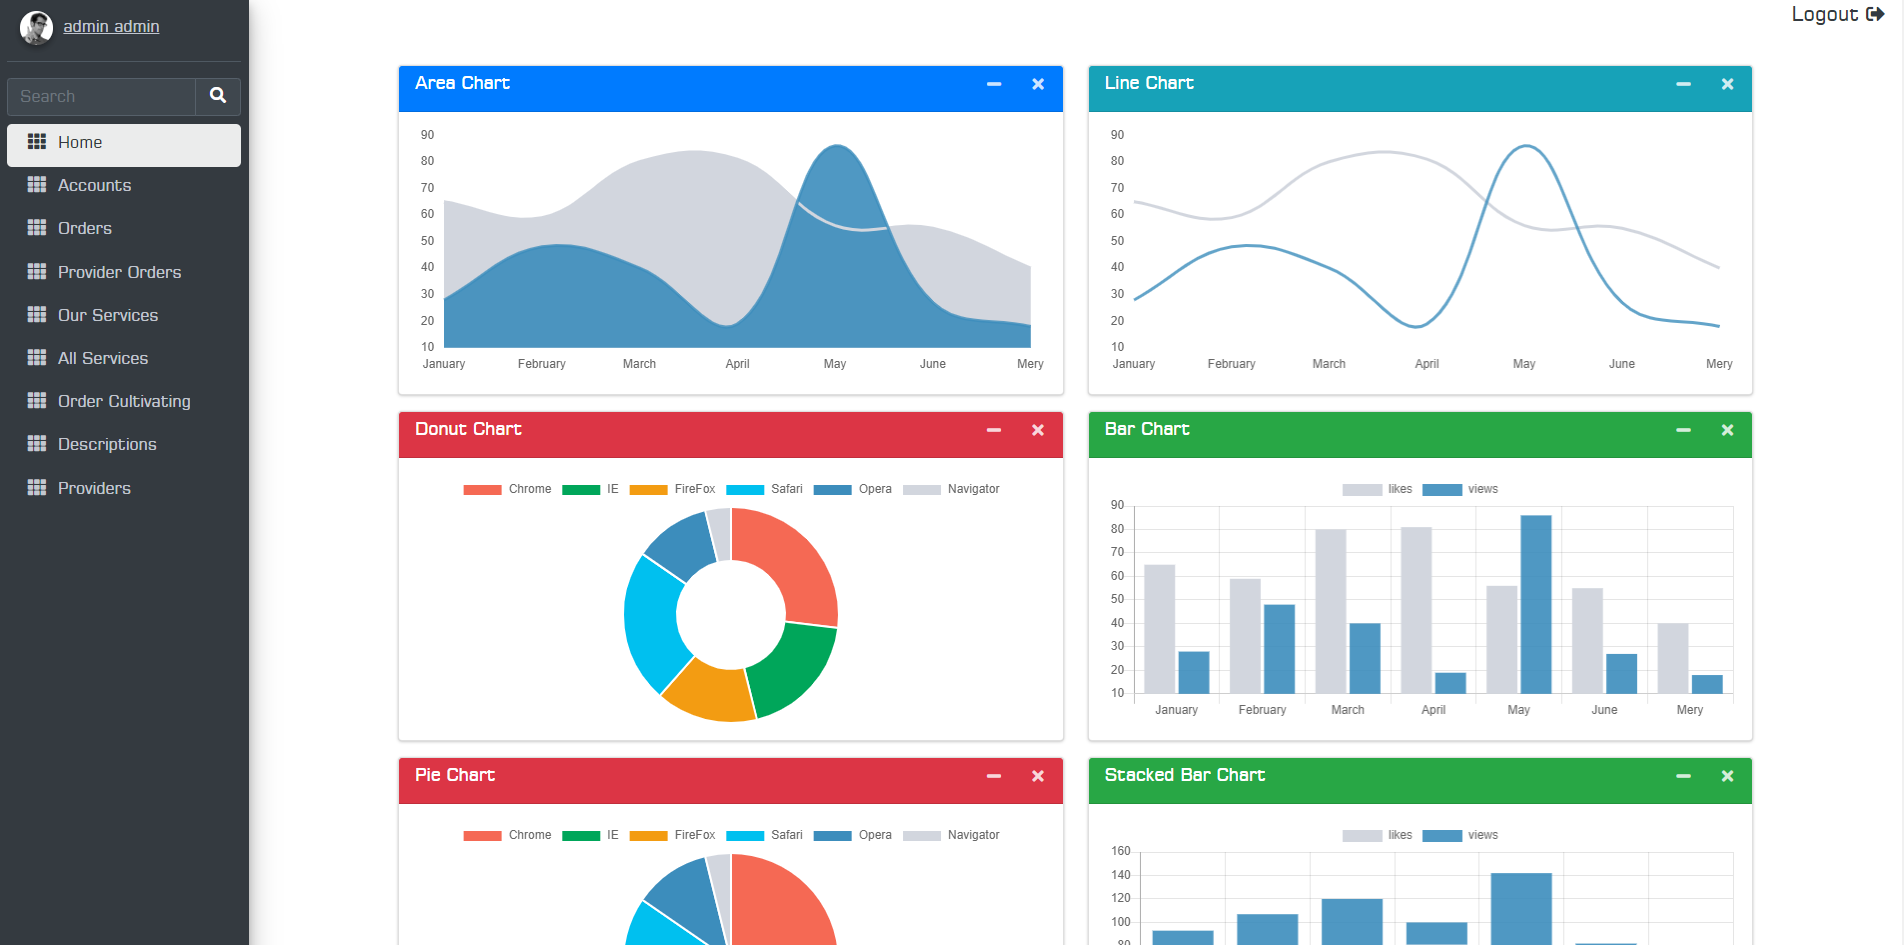 admin admin
Logout
Search
Home
Accounts
Orders
Provider Orders
Our Services
All Services
Order Cultivating
Descriptions
Providers
Area Chart
90
80
70
60
50
40
30
20
10
January February March April May June Mery
Line Chart
90
80
70
60
50
40
30
20
10
January February March April May June Mery
Donut Chart
Chrome IE FireFox Safari Opera Navigator
Bar Chart
likes views
90
80
70
60
50
40
30
20
10
January February March April May June Mery
Pie Chart
Chrome IE FireFox Safari Opera Navigator
Stacked Bar Chart
likes views
160
140
120
100
80